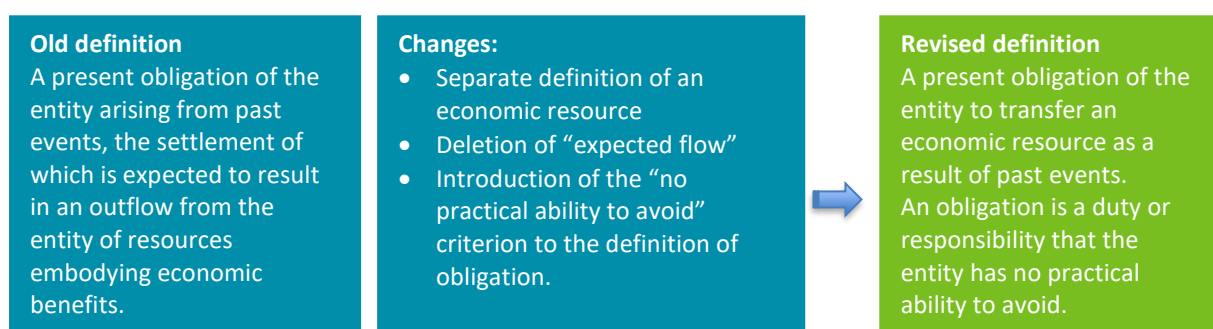 Old definition
A present obligation of the
entity arising from past
events, the settlement of
which is expected to result
in an outflow from the
entity of resources
embodying economic
benefits.
Changes:
• Separate definition of an
economic resource
• Deletion of “expected flow”
• Introduction of the “no
practical ability to avoid”
criterion to the definition of
obligation.
Revised definition
A present obligation of the
entity to transfer an
economic resource as a
result of past events.
An obligation is a duty or
responsibility that the
entity has no practical
ability to avoid.